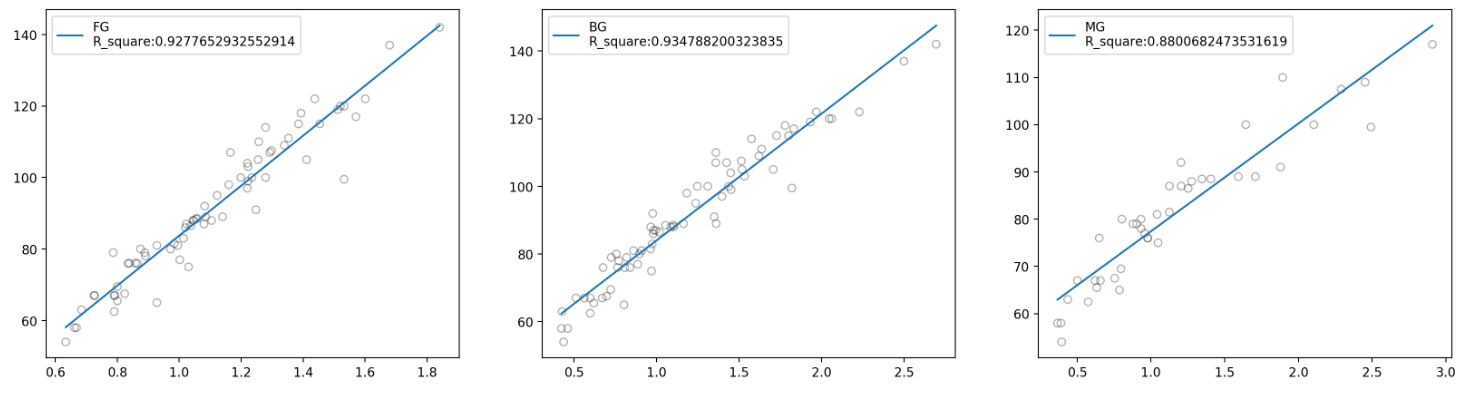 FG
R_square:0.9277652932552914
140
120
100
80
60
0.6 0.8 1.0 1.2 1.4 1.6 1.8
BG
R_square:0.934788200323835
140
120
100
80
60
0.5 1.0 1.5 2.0 2.5
MG
R_square:0.8800682473531619
120
110
100
90
80
70
60
0.5 1.0 1.5 2.0 2.5 3.0